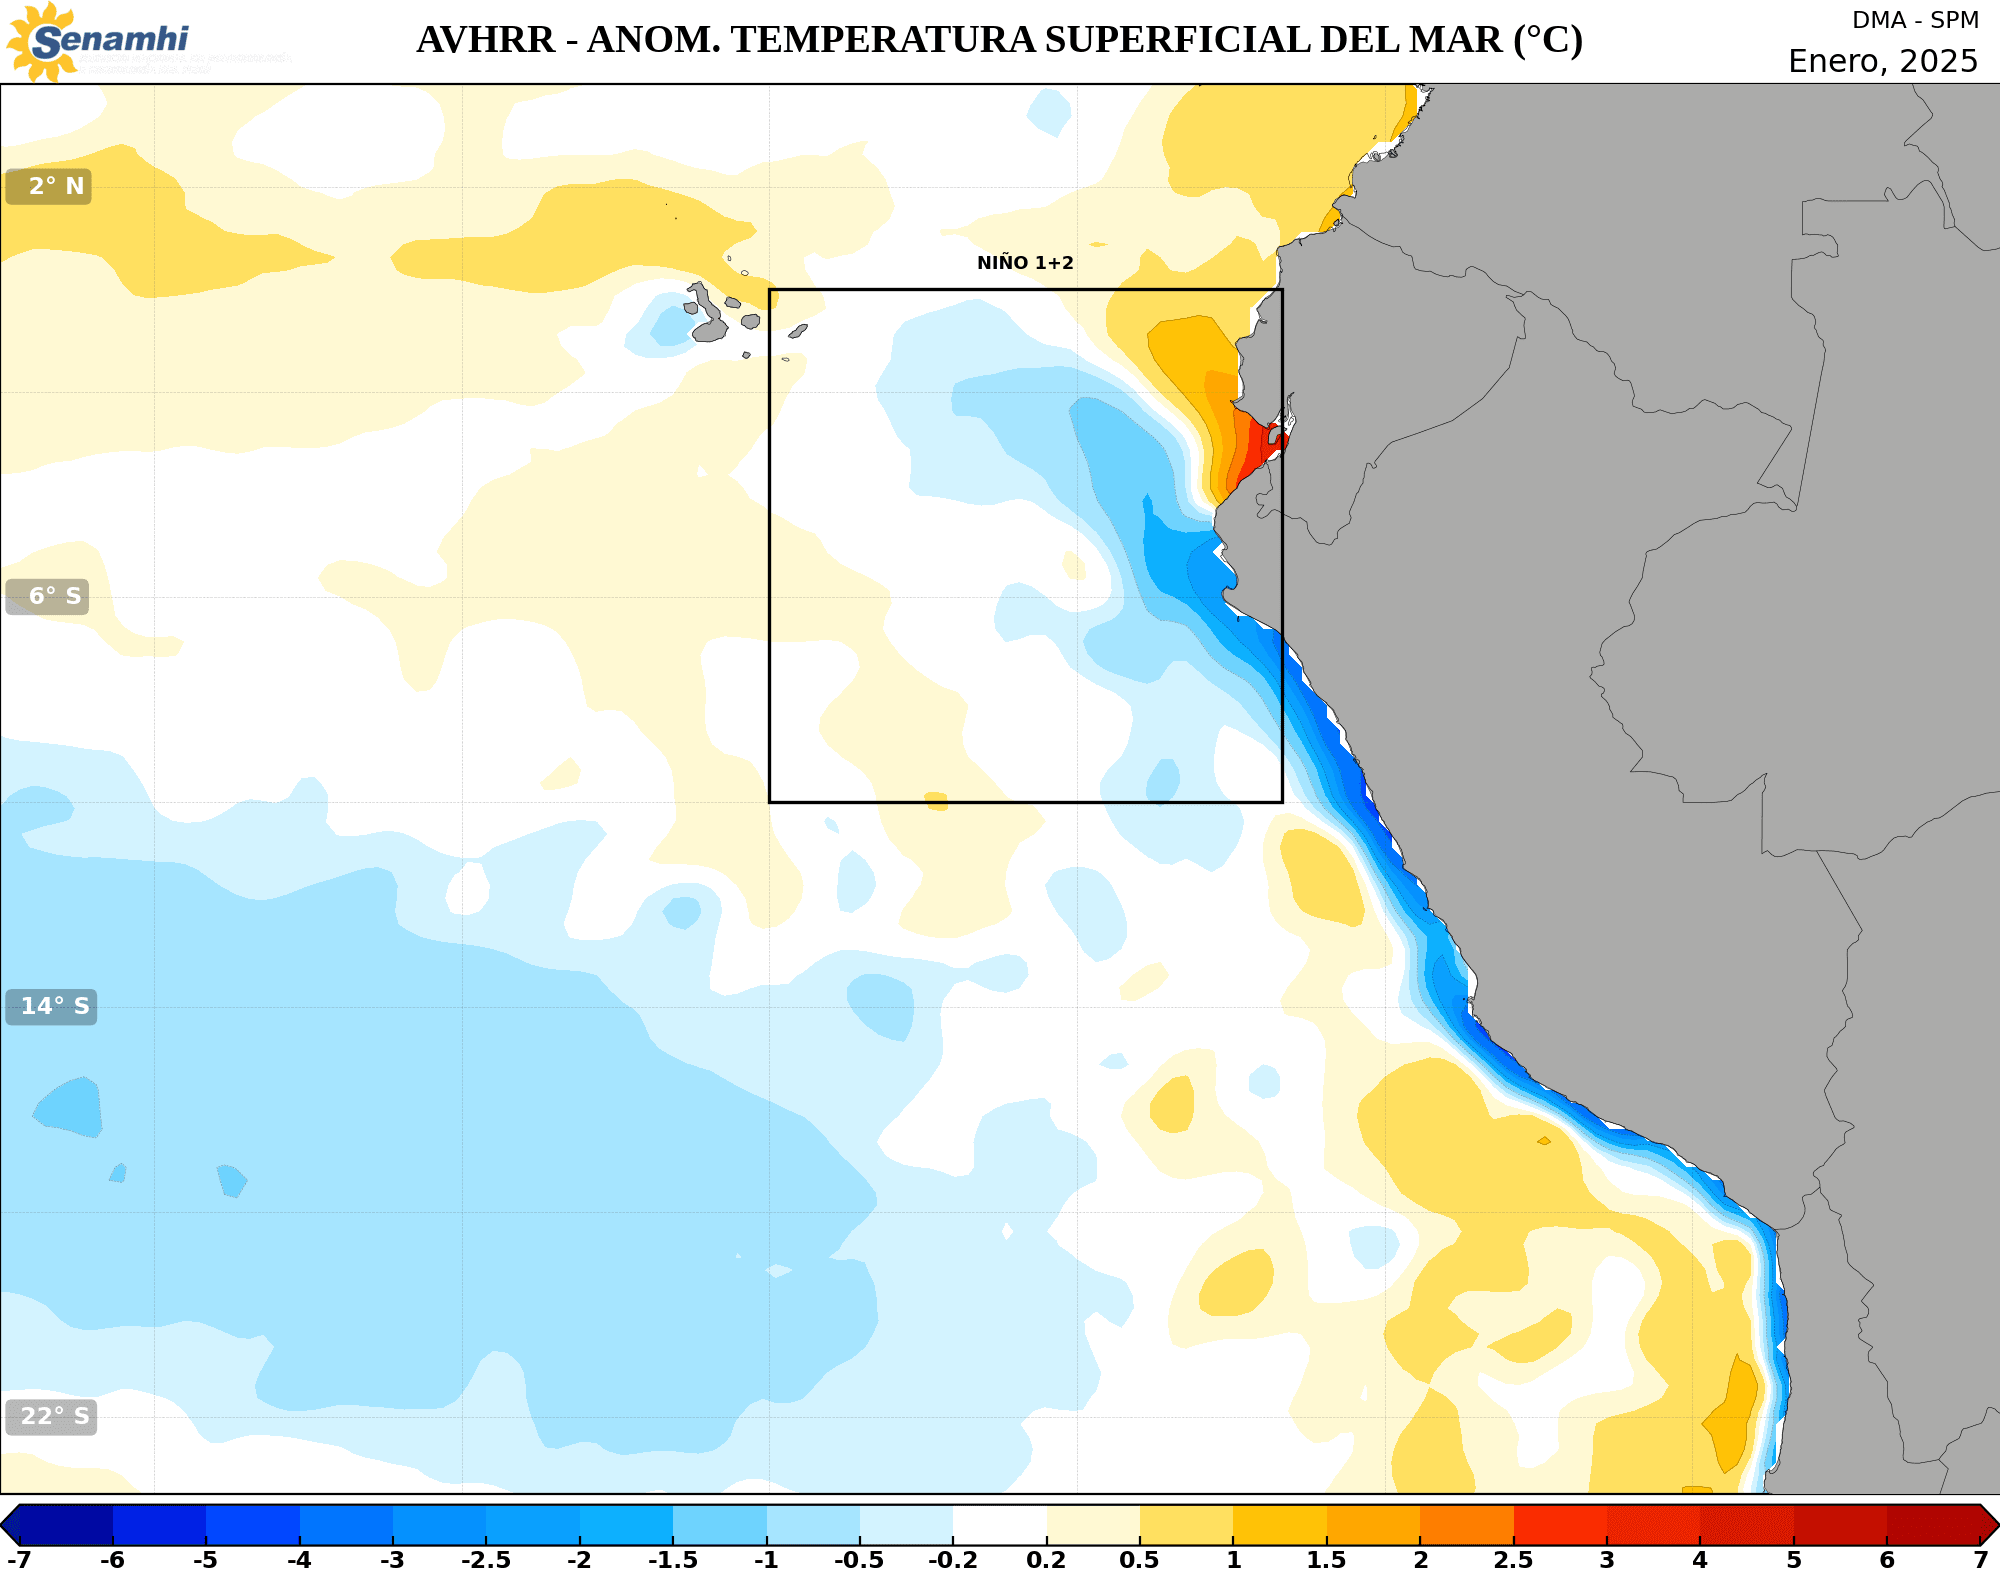 Senamhi
AVHRR - ANOM. TEMPERATURA SUPERFICIAL DEL MAR (°C)
DMA - SPM
Enero, 2025
2° N
NIÑO 1+2
6° S
14° S
22° S
-7 -6 -5 -4 -3 -2.5 -2 -1.5 -1 -0.5 -0.2 0.2 0.5 1 1.5 2 2.5 3 4 5 6 7